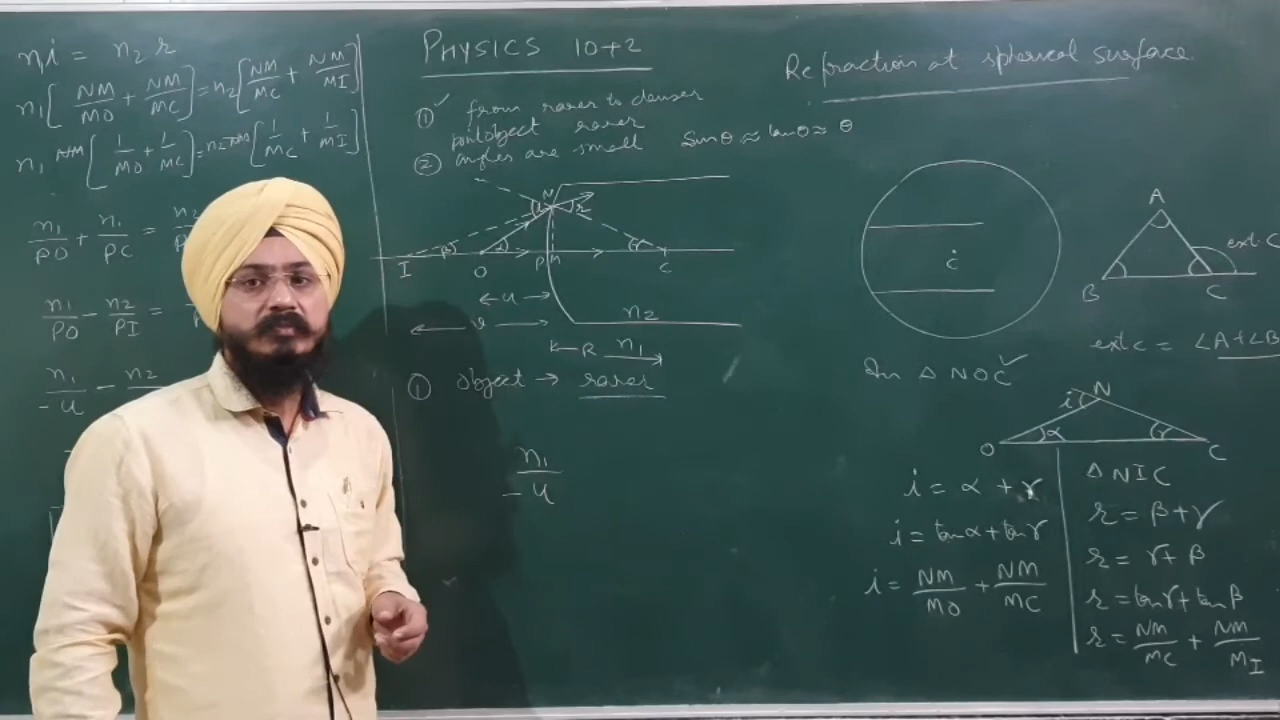 ni = n2 r
n1 [ NM/MO + NM/MC ] = n2 [ NM/MC + NM/MI ]
n1 NM [ 1/MO + 1/MC ] = n2 NM [ 1/MC + 1/MI ]
n1/PO + n1/PC = n2
n1/PO - n2/PI =
n1/-u - n2
PHYSICS 10+2
① ✓ from rarer to denser
point object rarer
② angles are small Sinθ ≈ tanθ ≈ θ
N
i r
β α γ
I O P M C
u
n2
R n1
① object → rarer
n1/-u
Refraction at spherical surface
i
A
ext C
B C
ext c = ∠A+∠B
In △ NOC ✓
i N
α γ
O C
i = α + γ
i = tanα + tanγ
i = NM/MO + NM/MC
△ NIC
r = β + γ
r = γ + β
r = tanγ + tanβ
r = NM/MC + NM/MI